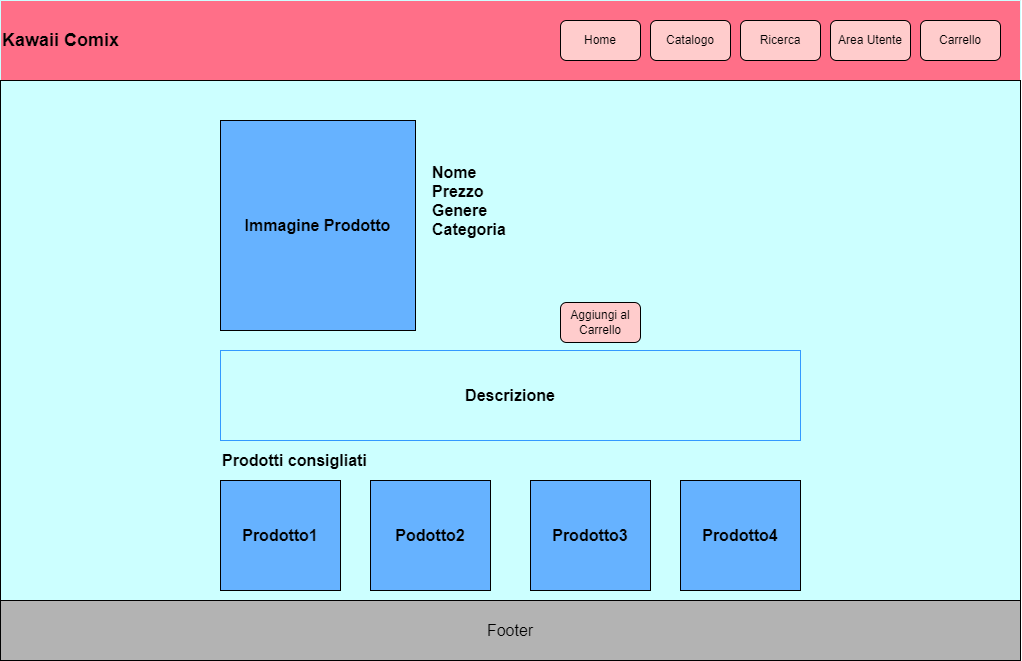 Kawaii Comix
Home
Catalogo
Ricerca
Area Utente
Carrello
Immagine Prodotto
Nome
Prezzo
Genere
Categoria
Aggiungi al
Carrello
Descrizione
Prodotti consigliati
Prodotto1
Podotto2
Prodotto3
Prodotto4
Footer